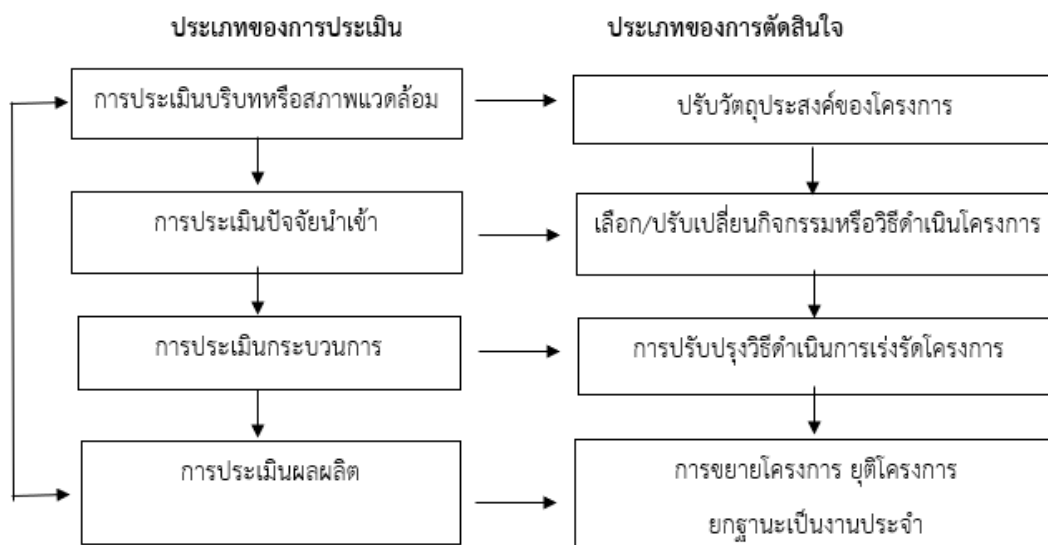 ประเภทของการประเมิน
ประเภทของการตัดสินใจ
การประเมินบริบทหรือสภาพแวดล้อม
ปรับวัตถุประสงค์ของโครงการ
การประเมินปัจจัยนำเข้า
เลือก/ปรับเปลี่ยนกิจกรรมหรือวิธีดำเนินโครงการ
การประเมินกระบวนการ
การปรับปรุงวิธีดำเนินการเร่งรัดโครงการ
การประเมินผลผลิต
การขยายโครงการ ยุติโครงการ
ยกฐานะเป็นงานประจำ